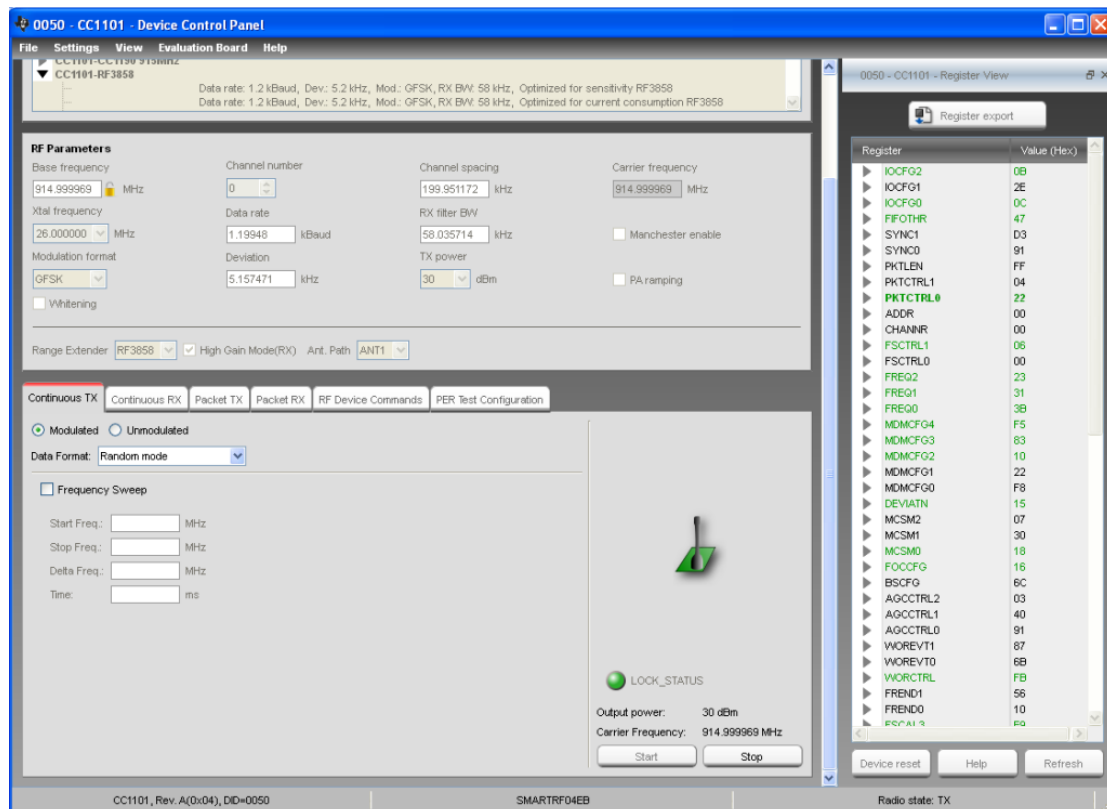 0050 - CC1101 - Device Control Panel
File Settings View Evaluation Board Help
CC1101-CC1190 915MHz
CC1101-RF3858
Data rate: 1.2 kBaud, Dev.: 5.2 kHz, Mod.: GFSK, RX BW: 58 kHz, Optimized for sensitivity RF3858
Data rate: 1.2 kBaud, Dev.: 5.2 kHz, Mod.: GFSK, RX BW: 58 kHz, Optimized for current consumption RF3858
RF Parameters
Base frequency Channel number Channel spacing Carrier frequency
914.999969 MHz 0 199.951172 kHz 914.999969 MHz
Xtal frequency Data rate RX filter BW
26.000000 MHz 1.19948 kBaud 58.035714 kHz Manchester enable
Modulation format Deviation TX power
GFSK 5.157471 kHz 30 dBm PA ramping
Whitening
Range Extender RF3858 High Gain Mode(RX) Ant. Path ANT1
Continuous TX Continuous RX Packet TX Packet RX RF Device Commands PER Test Configuration
Modulated Unmodulated
Data Format: Random mode
Frequency Sweep
Start Freq.: MHz
Stop Freq.: MHz
Delta Freq.: MHz
Time: ms
LOCK_STATUS
Output power: 30 dBm
Carrier Frequency: 914.999969 MHz
Start Stop
0050 - CC1101 - Register View
Register export
Register Value (Hex)
IOCFG2 0B
IOCFG1 2E
IOCFG0 0C
FIFOTHR 47
SYNC1 D3
SYNC0 91
PKTLEN FF
PKTCTRL1 04
PKTCTRL0 22
ADDR 00
CHANNR 00
FSCTRL1 06
FSCTRL0 00
FREQ2 23
FREQ1 31
FREQ0 3B
MDMCFG4 F5
MDMCFG3 83
MDMCFG2 10
MDMCFG1 22
MDMCFG0 F8
DEVIATN 15
MCSM2 07
MCSM1 30
MCSM0 18
FOCCFG 16
BSCFG 6C
AGCCTRL2 03
AGCCTRL1 40
AGCCTRL0 91
WOREVT1 87
WOREVT0 6B
WORCTRL FB
FREND1 56
FREND0 10
FSCAL3 E9
Device reset Help Refresh
CC1101, Rev. A(0x04), DID=0050 SMARTRF04EB Radio state: TX